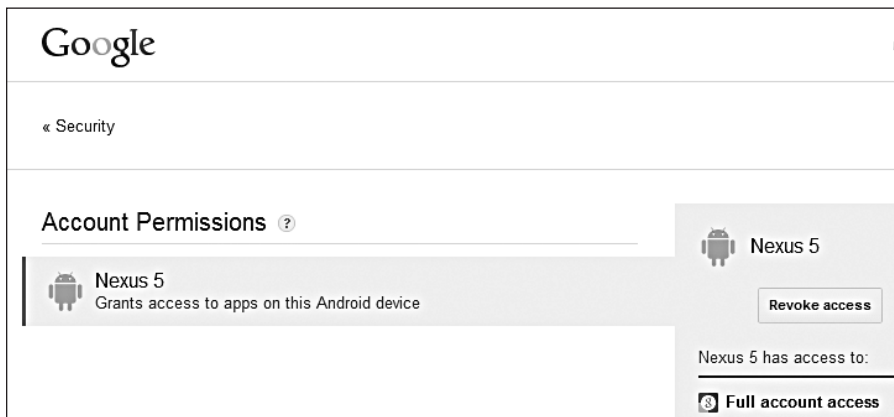 Google
« Security
Account Permissions ?
Nexus 5
Grants access to apps on this Android device
Nexus 5
Revoke access
Nexus 5 has access to:
8 Full account access